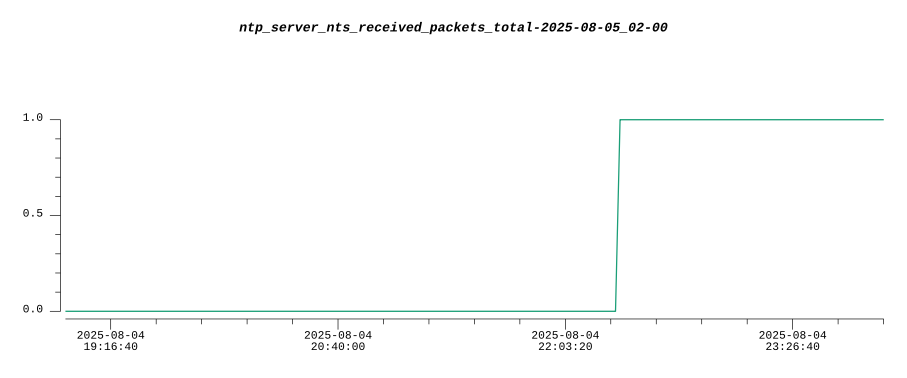 ntp_server_nts_received_packets_total-2025-08-05_02-00
1.0
0.5
0.0
2025-08-04 2025-08-04 2025-08-04 2025-08-04
19:16:40 20:40:00 22:03:20 23:26:40